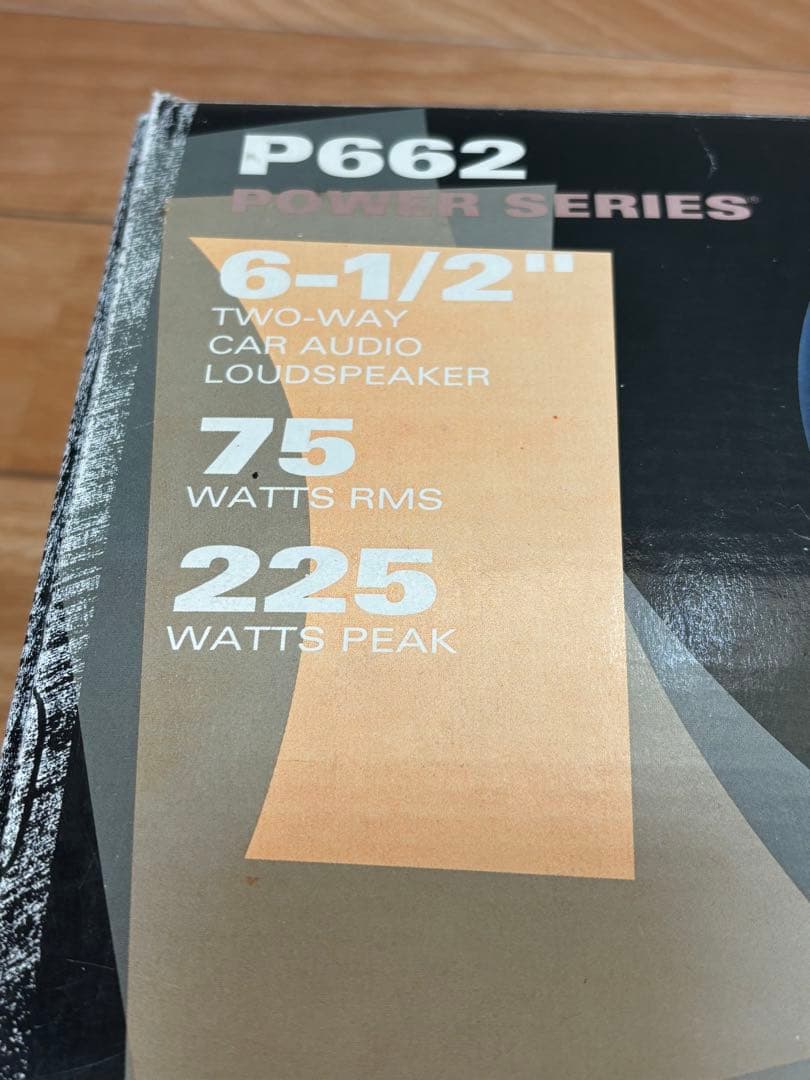 P662
POWER SERIES®
6-1/2"
TWO-WAY
CAR AUDIO
LOUDSPEAKER
75
WATTS RMS
225
WATTS PEAK